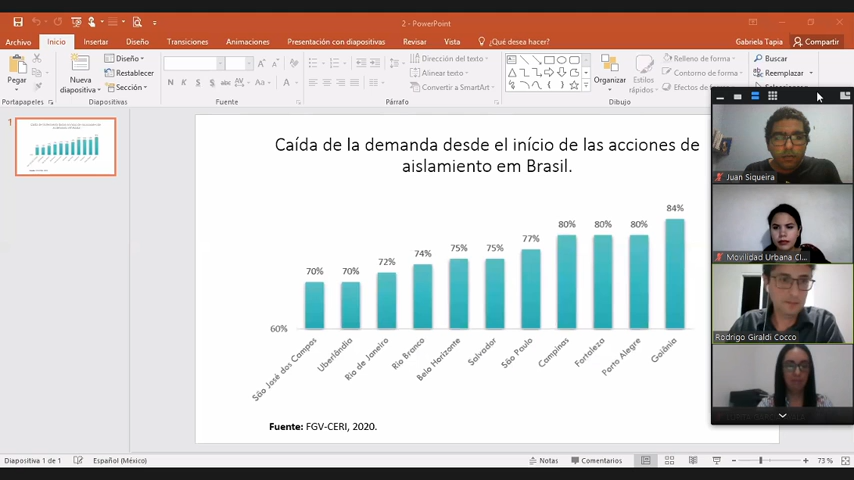 2 - PowerPoint
Archivo Inicio Insertar Diseño Transiciones Animaciones Presentación con diapositivas Revisar Vista ¿Qué desea hacer? Gabriela Tapia Compartir
Pegar
Nueva diapositiva
Diseño
Restablecer
Sección
N K S
Aa
A
Dirección del texto
Alinear texto
Convertir a SmartArt
Organizar
Estilos rápidos
Relleno de forma
Contorno de forma
Efectos de
Buscar
Reemplazar
Portapapeles Diapositivas Fuente Párrafo Dibujo
1
Caída de la demanda desde el início de las acciones de
aislamiento em Brasil.
70% 70% 72% 74% 75% 75% 77% 80% 80% 80% 84%
60%
São José dos Campos
Uberlândia
Rio de Janeiro
Rio Branco
Belo Horizonte
Salvador
São Paulo
Campinas
Fortaleza
Porto Alegre
Goiânia
Fuente: FGV-CERI, 2020.
Juan Siqueira
Movilidad Urbana CI...
Rodrigo Giraldi Cocco
Diapositiva 1 de 1 Español (México) Notas Comentarios 73 %